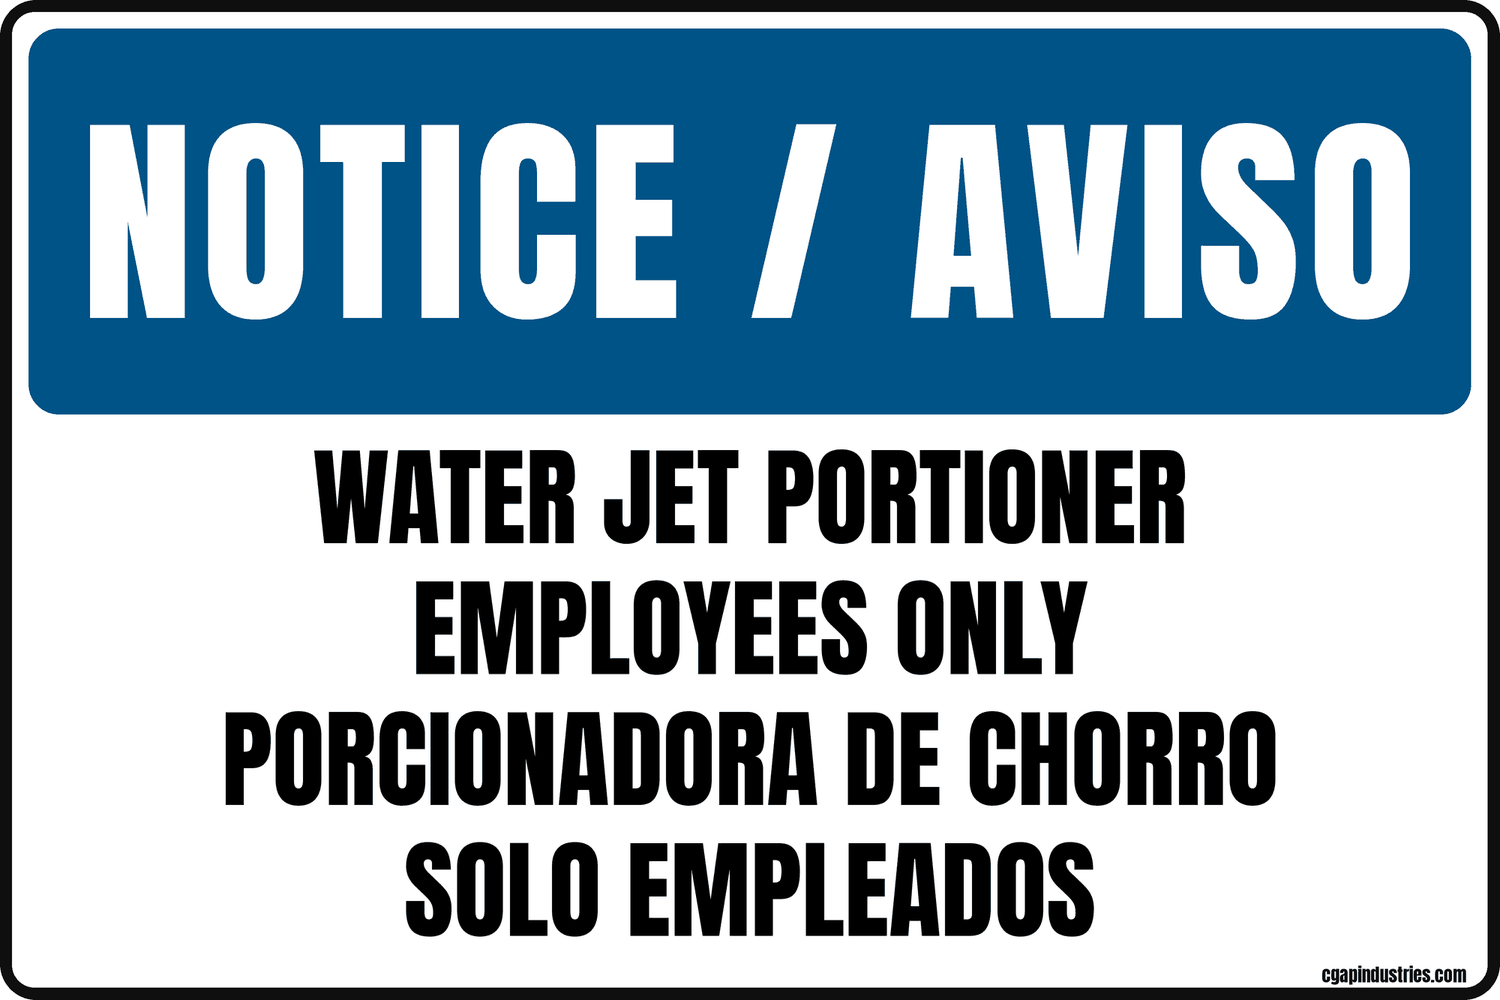 NOTICE / AVISO
WATER JET PORTIONER
EMPLOYEES ONLY
PORCIONADORA DE CHORRO
SOLO EMPLEADOS
cgapindustries.com